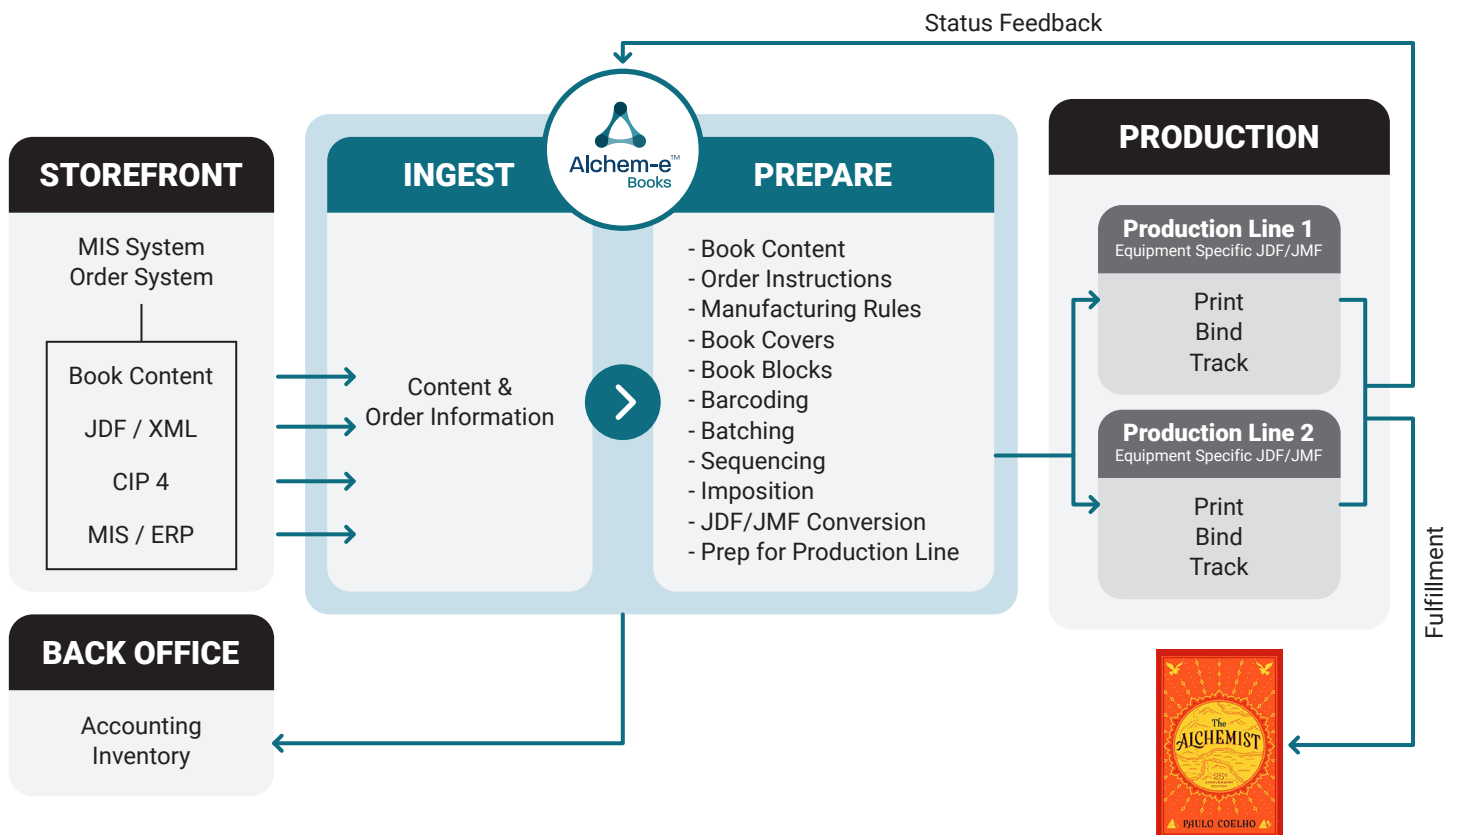 Status Feedback
STOREFRONT
MIS System
Order System
Book Content
JDF / XML
CIP 4
MIS / ERP
BACK OFFICE
Accounting
Inventory
INGEST
Content &
Order Information
Alchem-e™
Books
PREPARE
- Book Content
- Order Instructions
- Manufacturing Rules
- Book Covers
- Book Blocks
- Barcoding
- Batching
- Sequencing
- Imposition
- JDF/JMF Conversion
- Prep for Production Line
PRODUCTION
Production Line 1
Equipment Specific JDF/JMF
Print
Bind
Track
Production Line 2
Equipment Specific JDF/JMF
Print
Bind
Track
Fulfillment
The
ALCHEMIST
25th
ANNIVERSARY
EDITION
PAULO COELHO